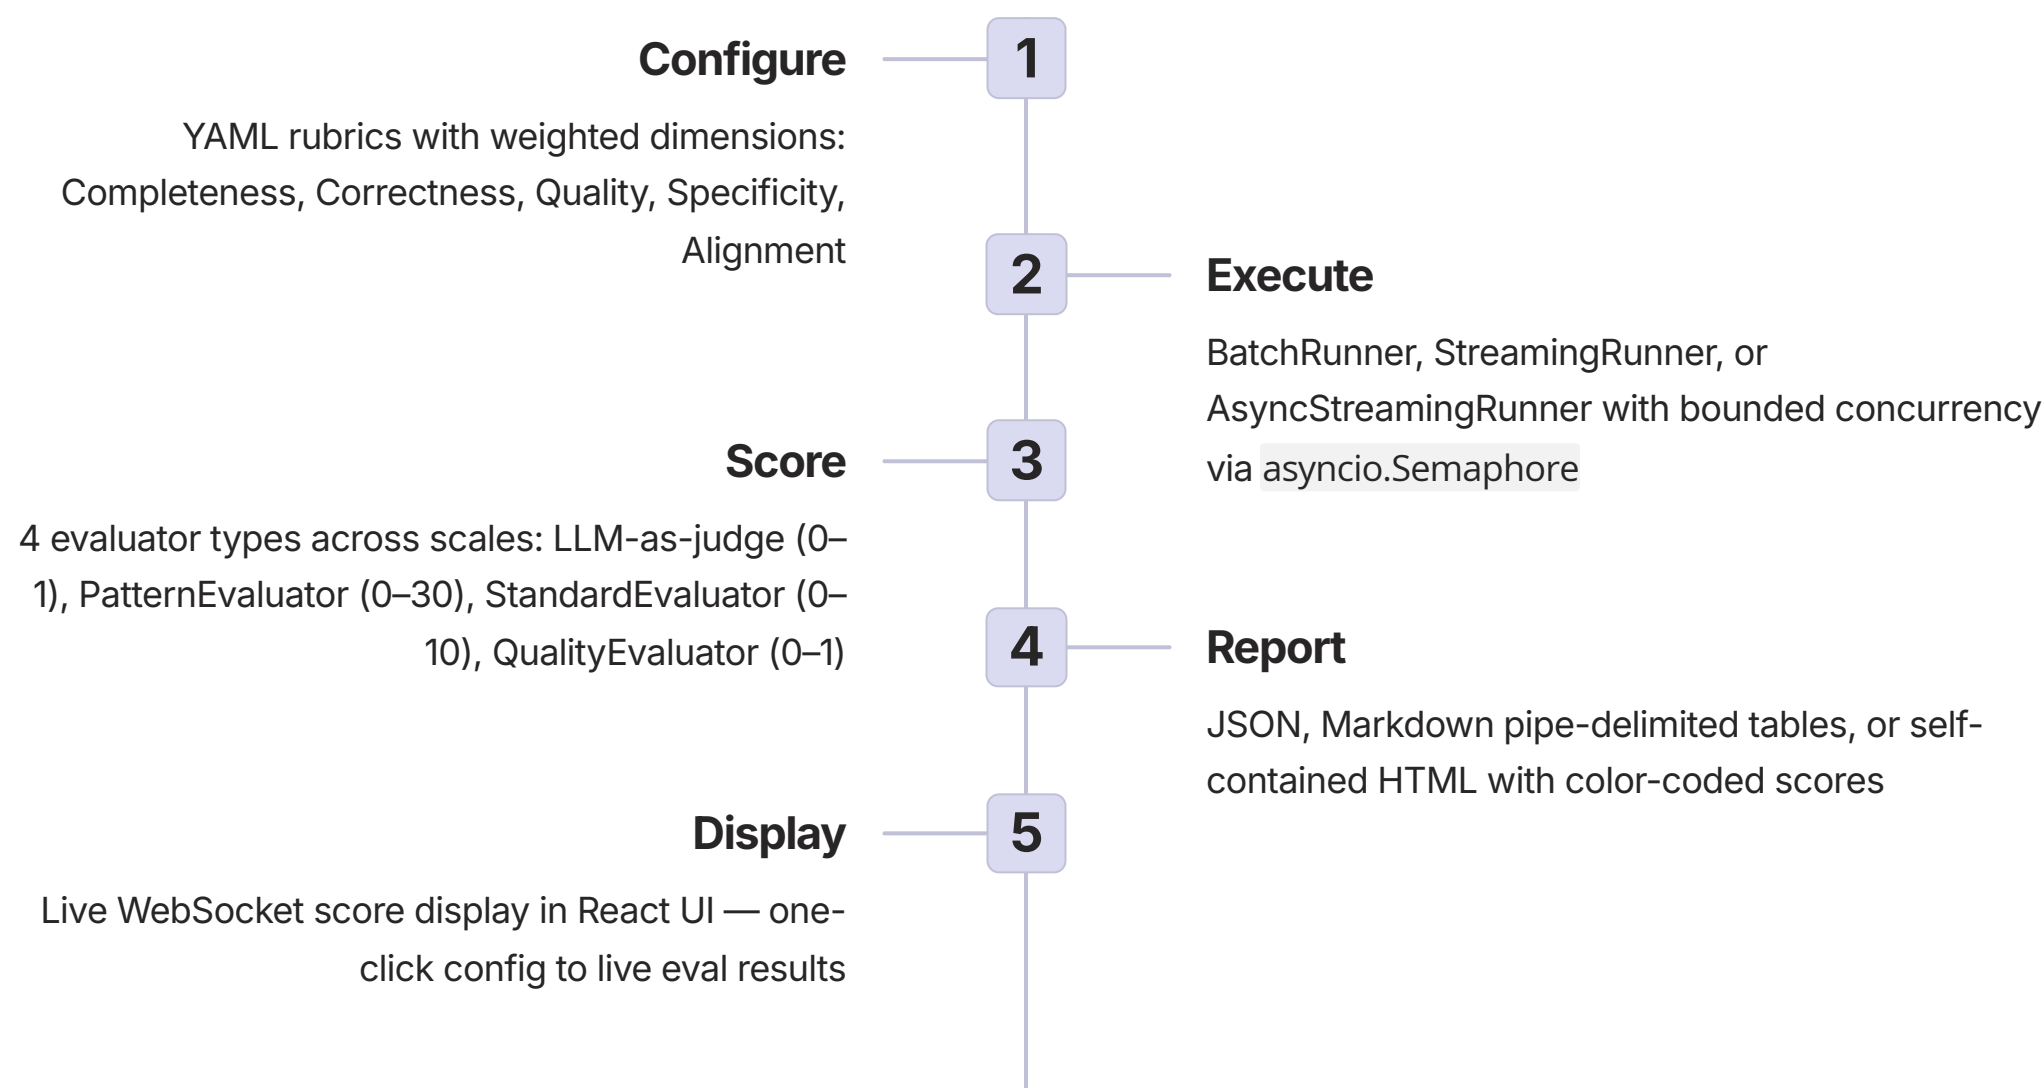 1
Configure
YAML rubrics with weighted dimensions:
Completeness, Correctness, Quality, Specificity,
Alignment
2
Execute
BatchRunner, StreamingRunner, or
AsyncStreamingRunner with bounded concurrency
via asyncio.Semaphore
3
Score
4 evaluator types across scales: LLM-as-judge (0–
1), PatternEvaluator (0–30), StandardEvaluator (0–
10), QualityEvaluator (0–1)
4
Report
JSON, Markdown pipe-delimited tables, or self-
contained HTML with color-coded scores
5
Display
Live WebSocket score display in React UI — one-
click config to live eval results